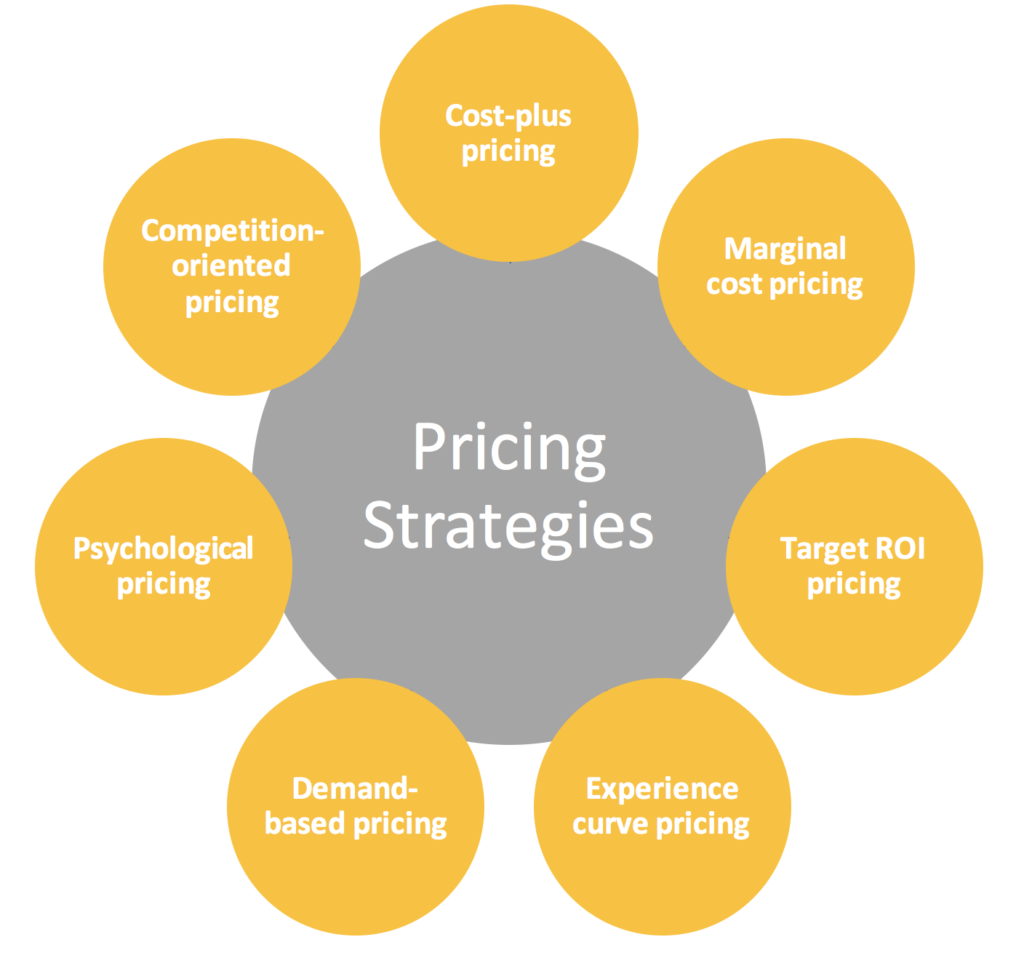 Cost-plus
pricing
Marginal
cost pricing
Target ROI
pricing
Experience
curve pricing
Demand-
based pricing
Psychological
pricing
Competition-
oriented
pricing
Pricing
Strategies